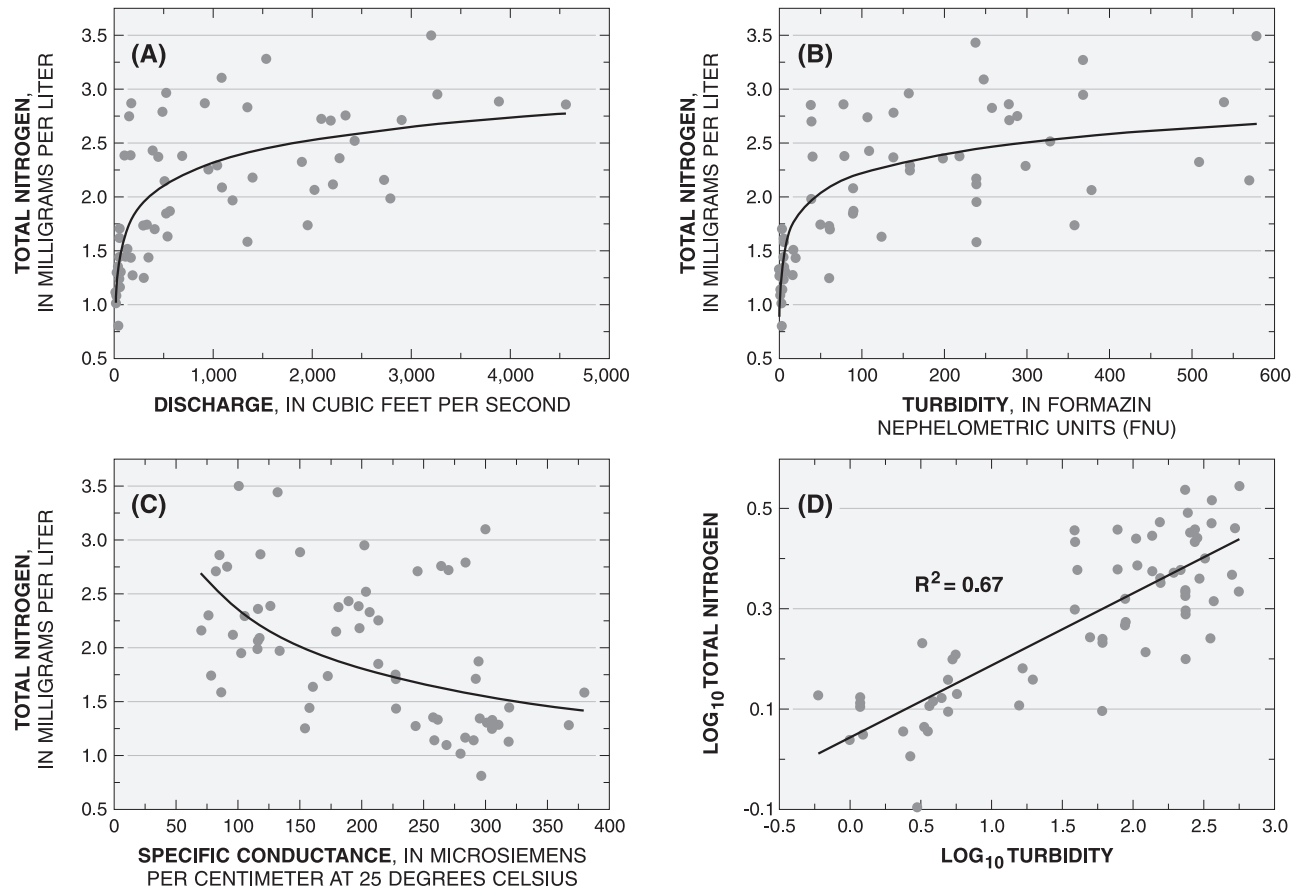 (A)
TOTAL NITROGEN,
IN MILLIGRAMS PER LITER
3.5
3.0
2.5
2.0
1.5
1.0
0.5
0 1,000 2,000 3,000 4,000 5,000
DISCHARGE, IN CUBIC FEET PER SECOND
(B)
TOTAL NITROGEN,
IN MILLIGRAMS PER LITER
3.5
3.0
2.5
2.0
1.5
1.0
0.5
0 100 200 300 400 500 600
TURBIDITY, IN FORMAZIN
NEPHELOMETRIC UNITS (FNU)
(C)
TOTAL NITROGEN,
IN MILLIGRAMS PER LITER
3.5
3.0
2.5
2.0
1.5
1.0
0.5
0 50 100 150 200 250 300 350 400
SPECIFIC CONDUCTANCE, IN MICROSIEMENS
PER CENTIMETER AT 25 DEGREES CELSIUS
(D)
LOG10 TOTAL NITROGEN
0.5
0.3
0.1
-0.1
R2 = 0.67
-0.5 0.0 0.5 1.0 1.5 2.0 2.5 3.0
LOG10 TURBIDITY